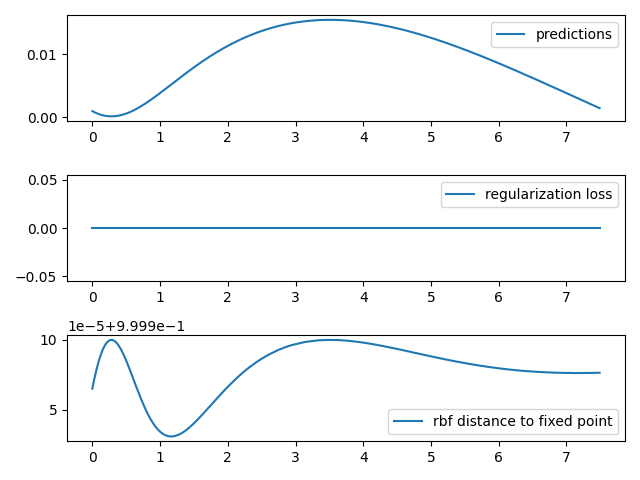 predictions
0.01
0.00
0 1 2 3 4 5 6 7
regularization loss
0.05
0.00
−0.05
0 1 2 3 4 5 6 7
1e−5+9.999e−1
10
5
rbf distance to fixed point
0 1 2 3 4 5 6 7